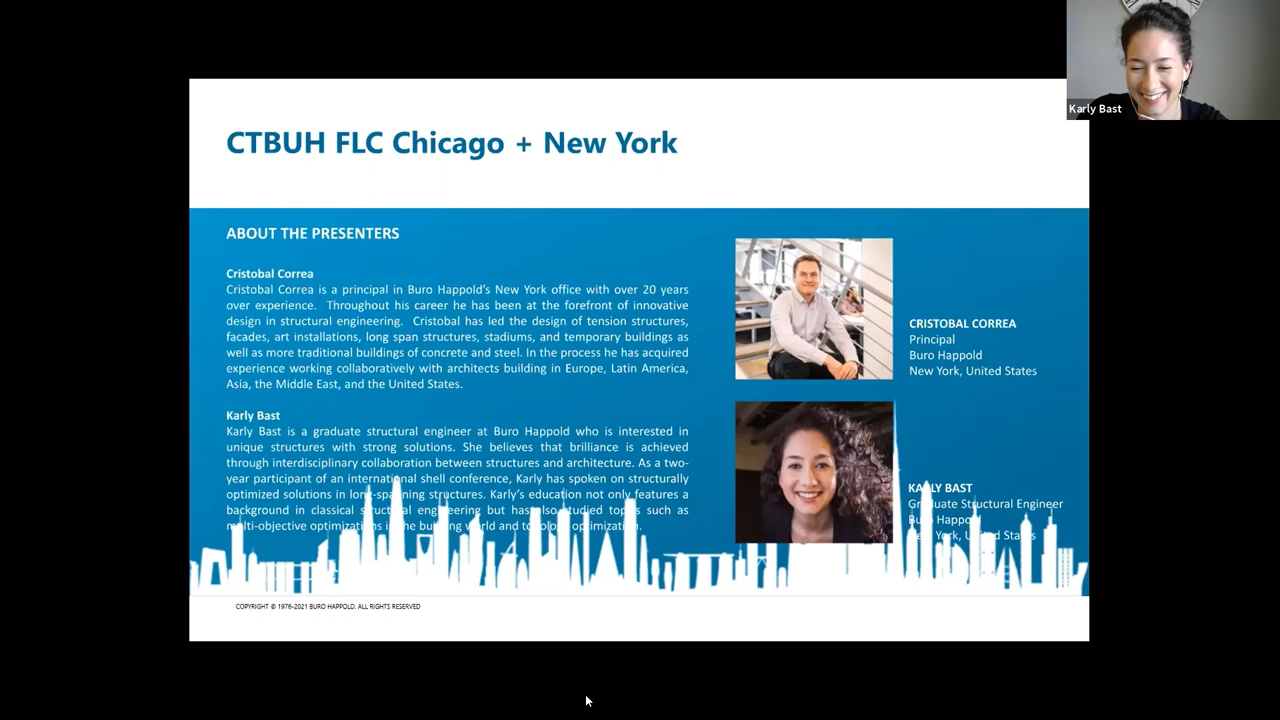 Karly Bast
CTBUH FLC Chicago + New York
ABOUT THE PRESENTERS
Cristobal Correa
Cristobal Correa is a principal in Buro Happold's New York office with over 20 years
over experience. Throughout his career he has been at the forefront of innovative
design in structural engineering. Cristobal has led the design of tension structures,
facades, art installations, long span structures, stadiums, and temporary buildings as
well as more traditional buildings of concrete and steel. In the process he has acquired
experience working collaboratively with architects building in Europe, Latin America,
Asia, the Middle East, and the United States.
Karly Bast
Karly Bast is a graduate structural engineer at Buro Happold who is interested in
unique structures with strong solutions. She believes that brilliance is achieved
through interdisciplinary collaboration between structures and architecture. As a two-
year participant of an international shell conference, Karly has spoken on structurally
optimized solutions in long-spanning structures. Karly's education not only features a
background in classical structural engineering but has also studied topics such as
multi-objective optimizations in the building world and topology optimization.
CRISTOBAL CORREA
Principal
Buro Happold
New York, United States
KARLY BAST
Graduate Structural Engineer
Buro Happold
New York, United States
COPYRIGHT © 1976-2021 BURO HAPPOLD. ALL RIGHTS RESERVED